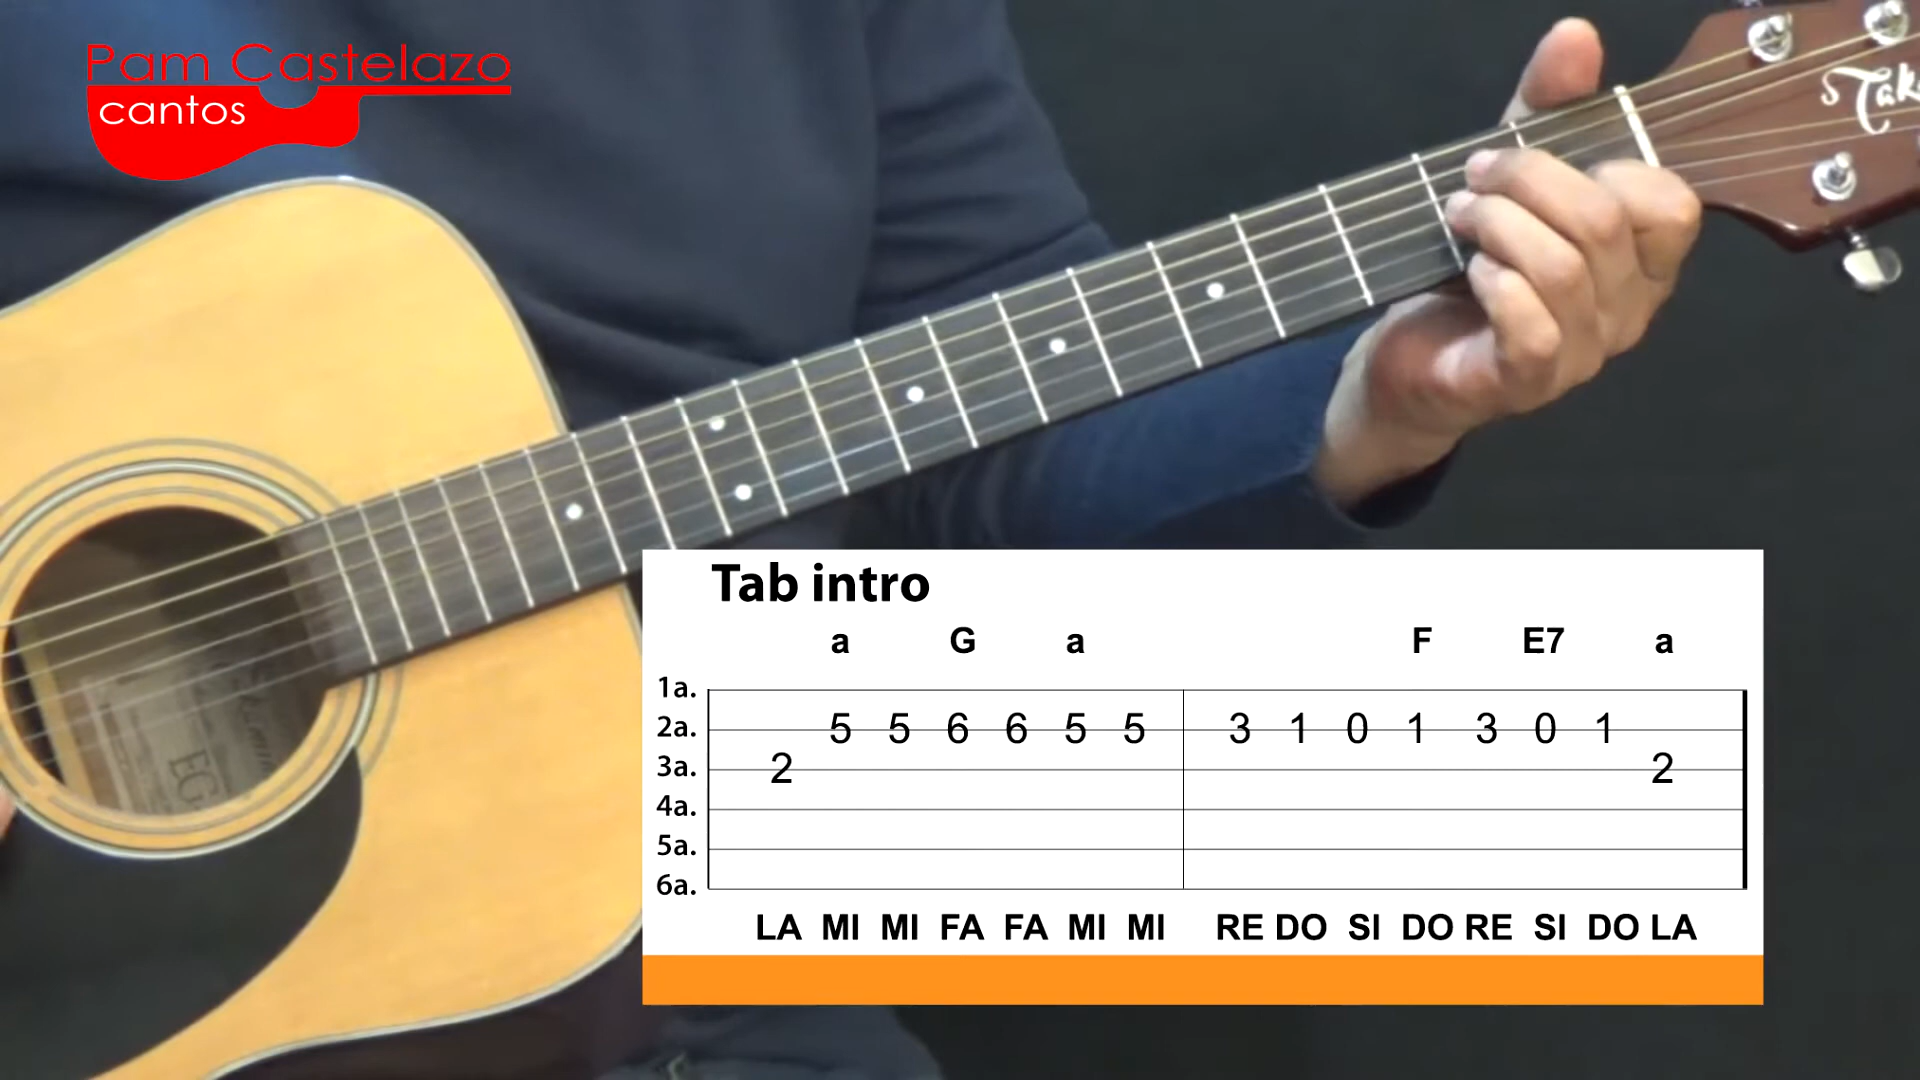 Pam Castelazo
cantos
Tab intro
a G a F E7 a
1a.
2a. 5 5 6 6 5 5 3 1 0 1 3 0 1
3a. 2 2
4a.
5a.
6a.
LA MI MI FA FA MI MI RE DO SI DO RE SI DO LA